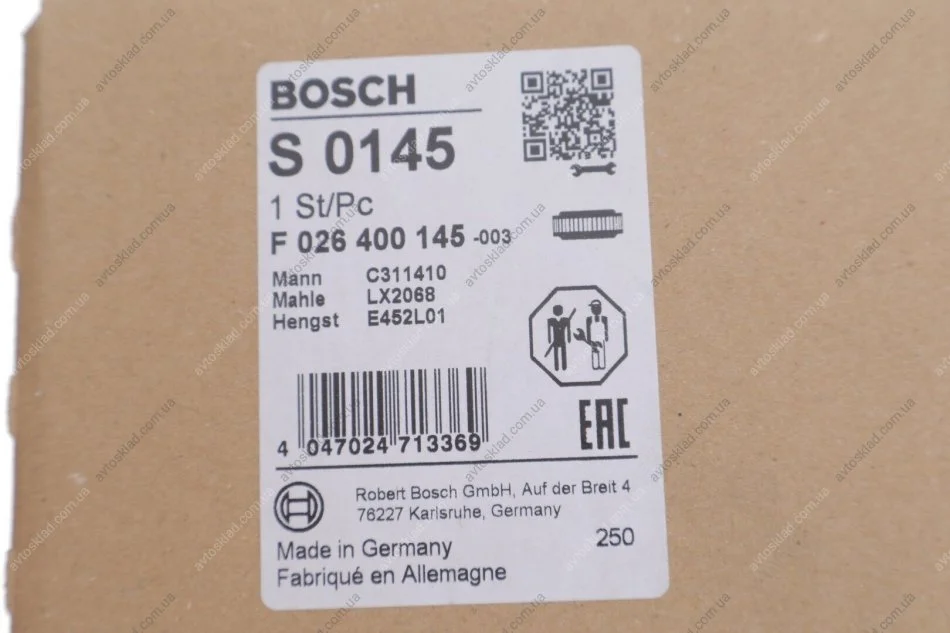 BOSCH
S 0145
1 St/Pc
F 026 400 145 -003
Mann C311410
Mahle LX2068
Hengst E452L01
EAC
4 047024 713369
Robert Bosch GmbH, Auf der Breit 4
76227 Karlsruhe, Germany
250
Made in Germany
Fabriqué en Allemagne
avtosklad.com.ua